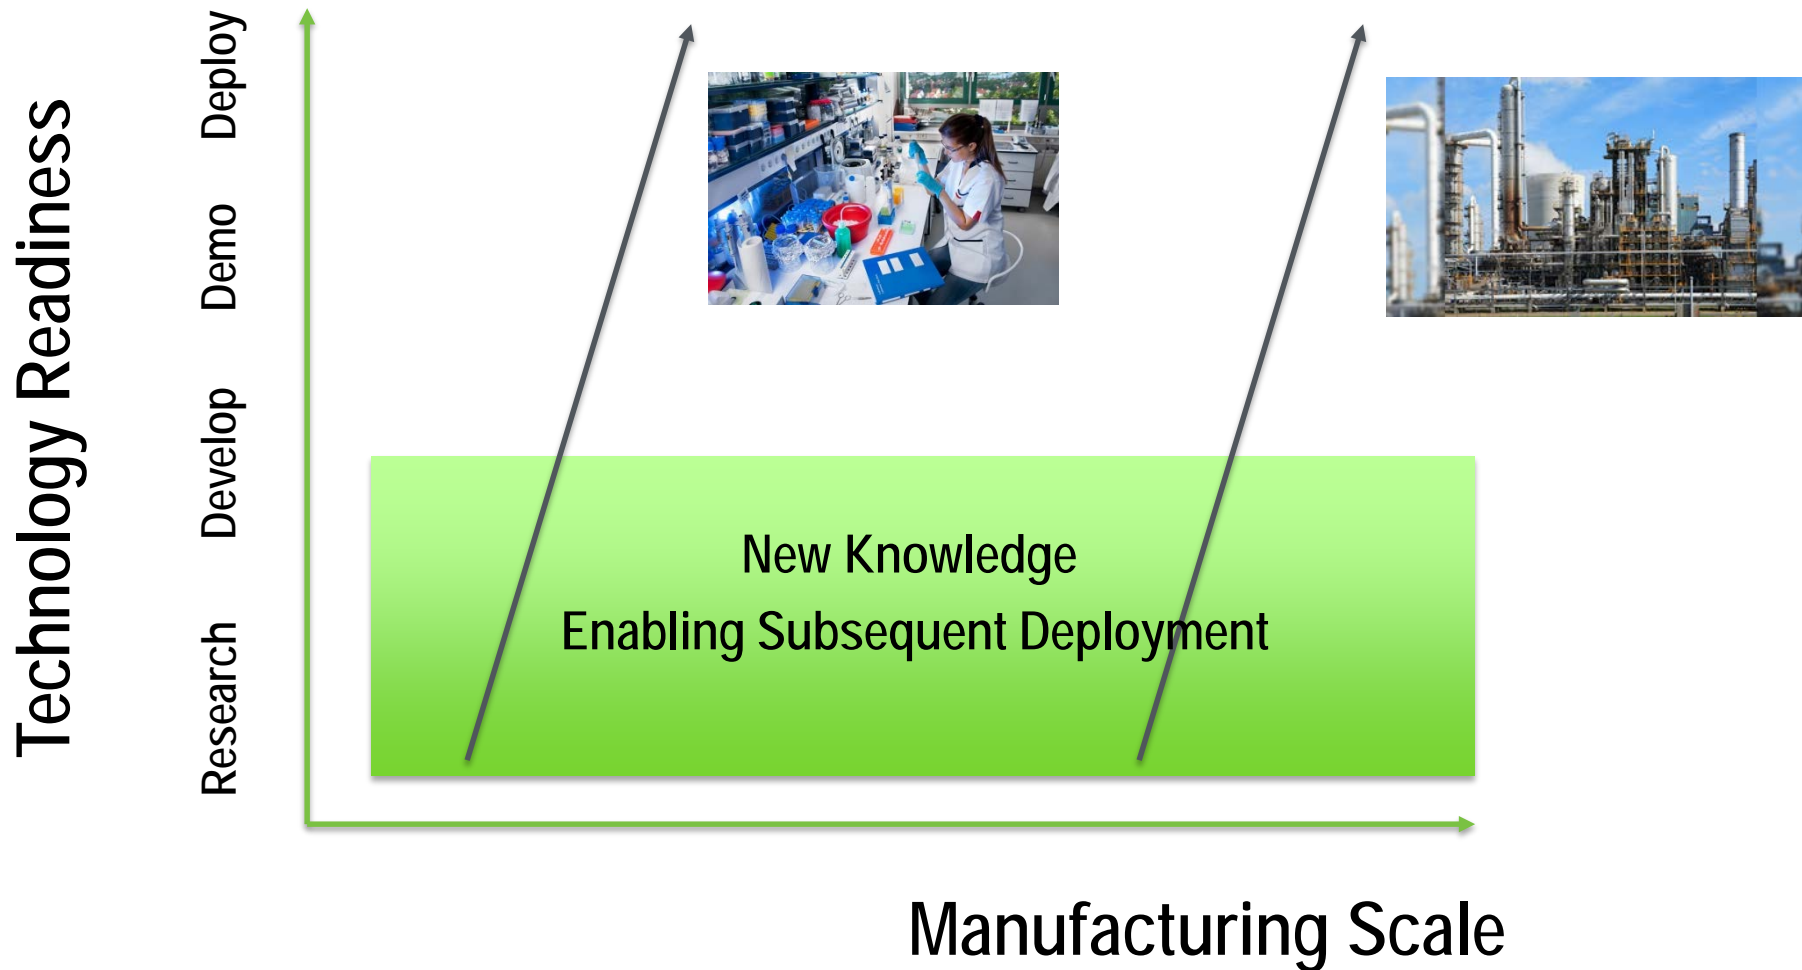 Technology Readiness
Deploy
Demo
Develop
Research
New Knowledge
Enabling Subsequent Deployment
Manufacturing Scale